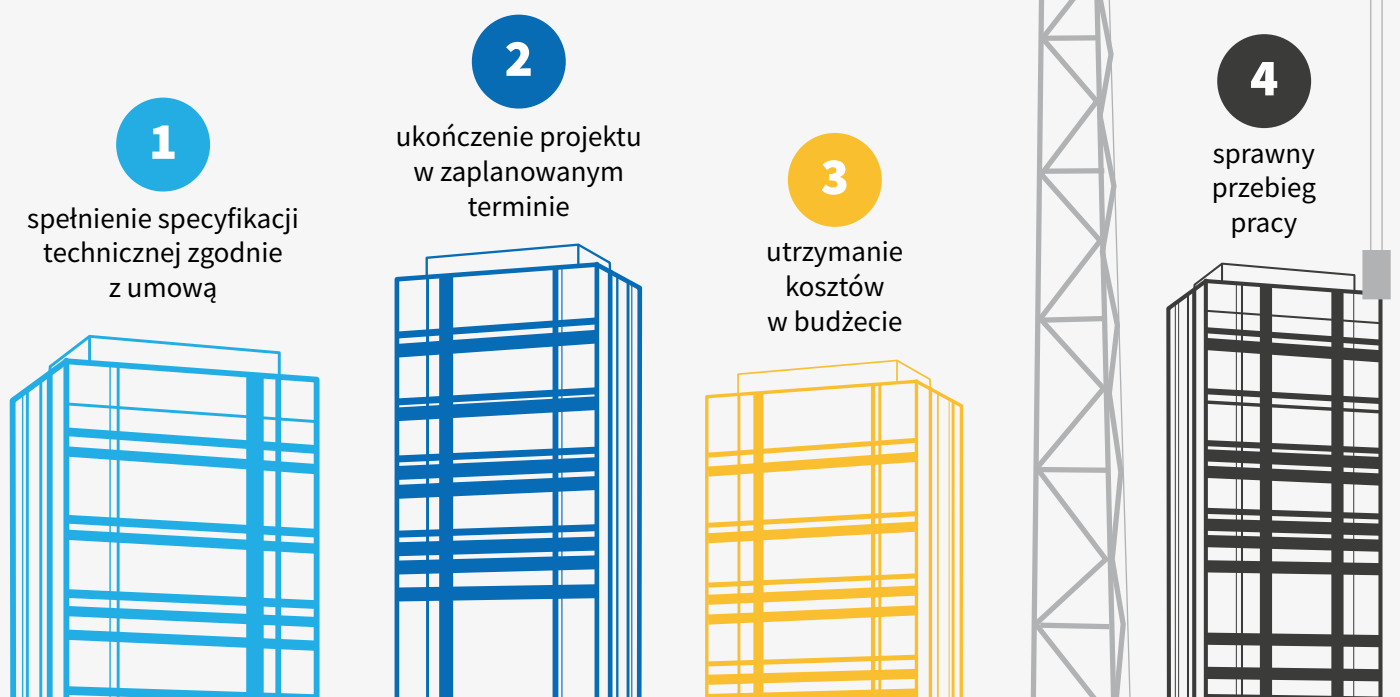 1
spełnienie specyfikacji
technicznej zgodnie
z umową
2
ukończenie projektu
w zaplanowanym
terminie
3
utrzymanie
kosztów
w budżecie
4
sprawny
przebieg
pracy